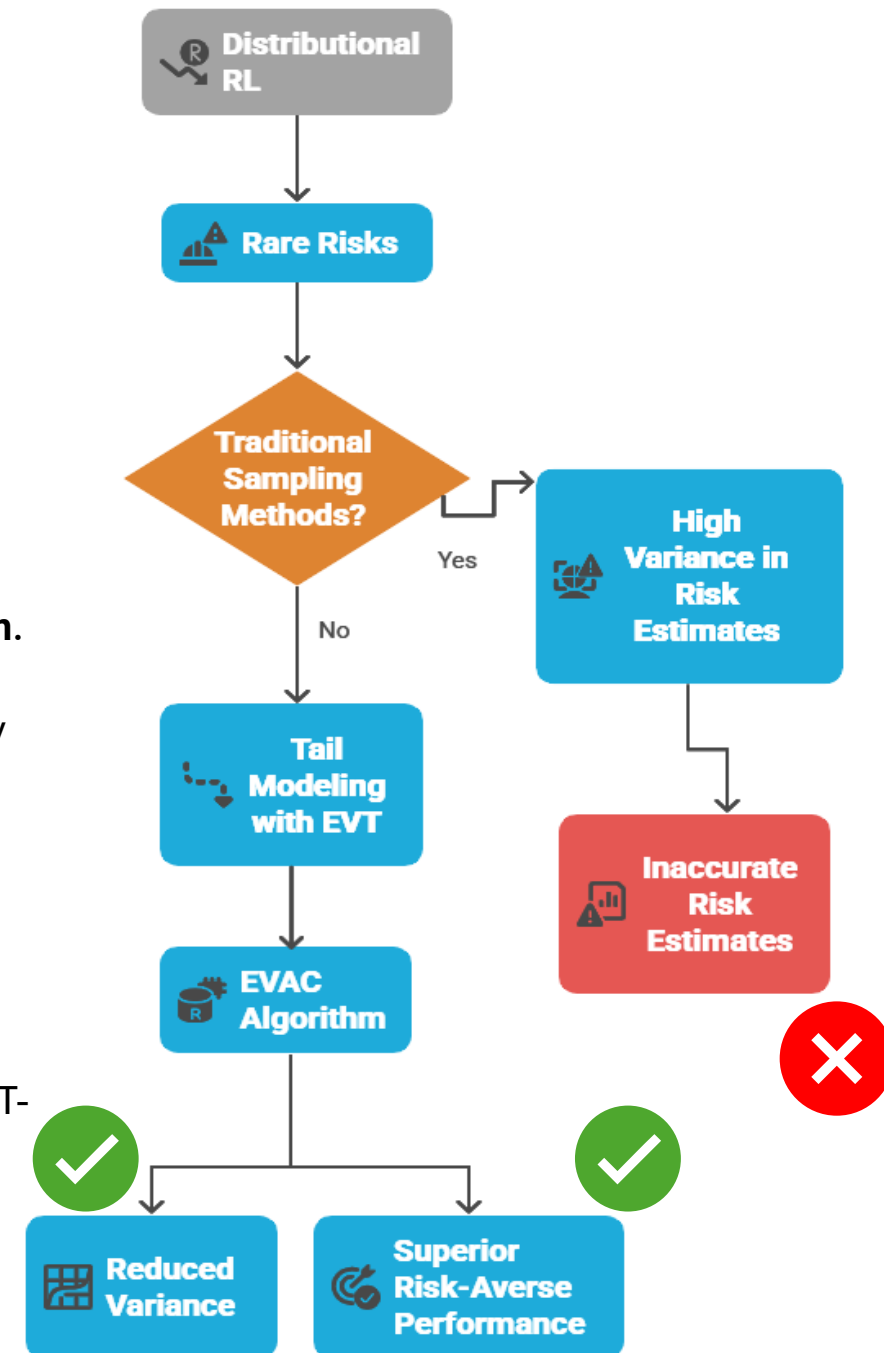 Distributional
RL
Rare Risks
Traditional
Sampling
Methods?
Yes
No
High
Variance in
Risk
Estimates
Tail
Modeling
with EVT
Inaccurate
Risk
Estimates
EVAC
Algorithm
T-
Reduced
Variance
Superior
Risk-Averse
Performance